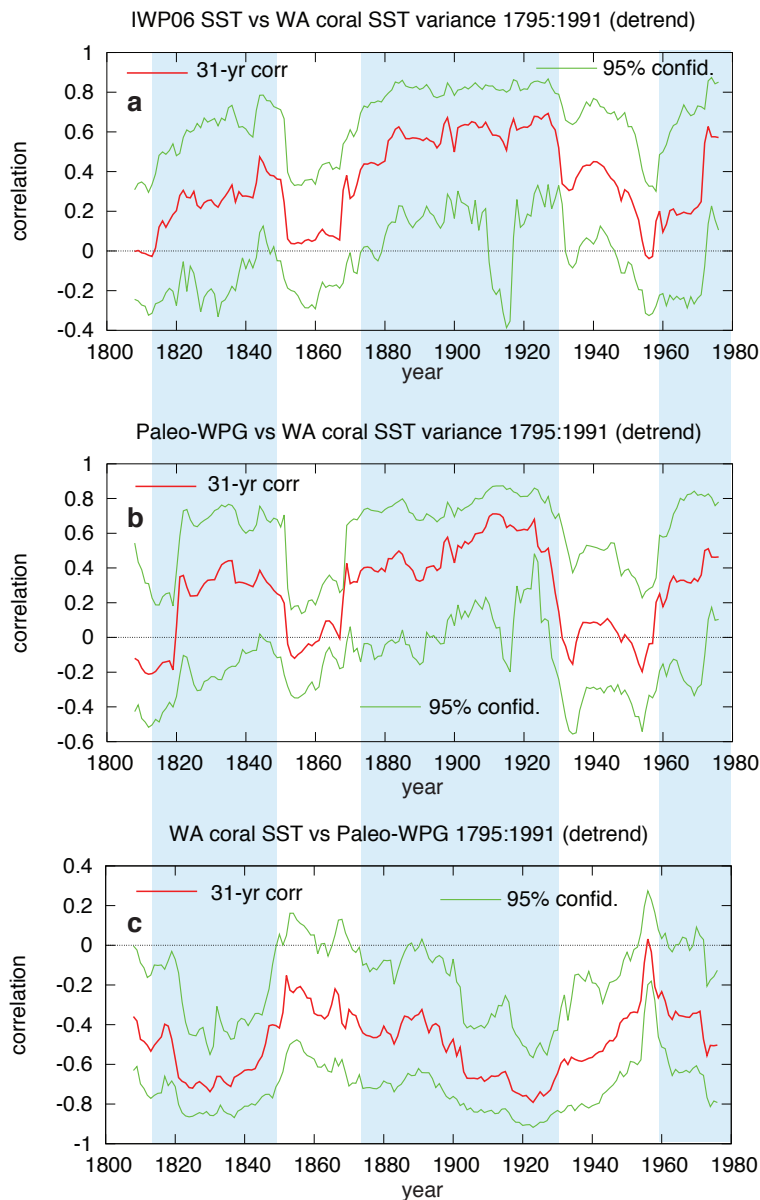 IWP06 SST vs WA coral SST variance 1795:1991 (detrend)
1
31-yr corr
95% confid.
0.8
a
0.6
0.4
0.2
0
-0.2
-0.4
correlation
1800 1820 1840 1860 1880 1900 1920 1940 1960 1980
year
Paleo-WPG vs WA coral SST variance 1795:1991 (detrend)
1
31-yr corr
0.8
b
0.6
0.4
0.2
0
-0.2
-0.4
95% confid.
-0.6
correlation
1800 1820 1840 1860 1880 1900 1920 1940 1960 1980
year
WA coral SST vs Paleo-WPG 1795:1991 (detrend)
0.4
31-yr corr
95% confid.
0.2
c
0
-0.2
-0.4
-0.6
-0.8
-1
correlation
1800 1820 1840 1860 1880 1900 1920 1940 1960 1980
year